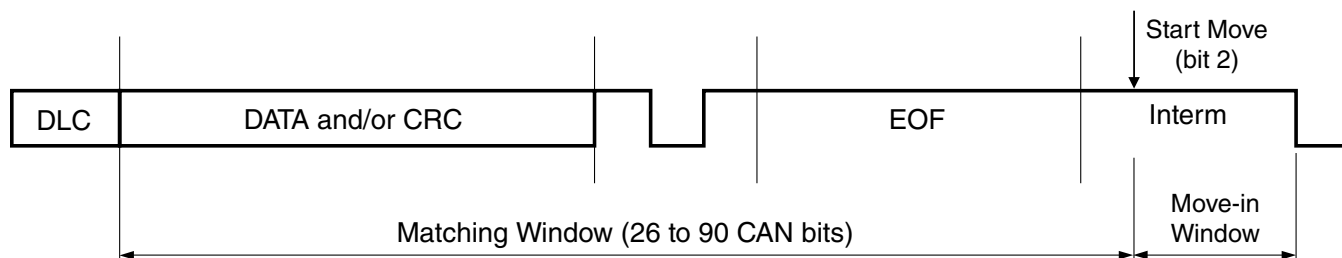 Start Move
(bit 2)
DLC
DATA and/or CRC
EOF
Interm
Matching Window (26 to 90 CAN bits)
Move-in
Window